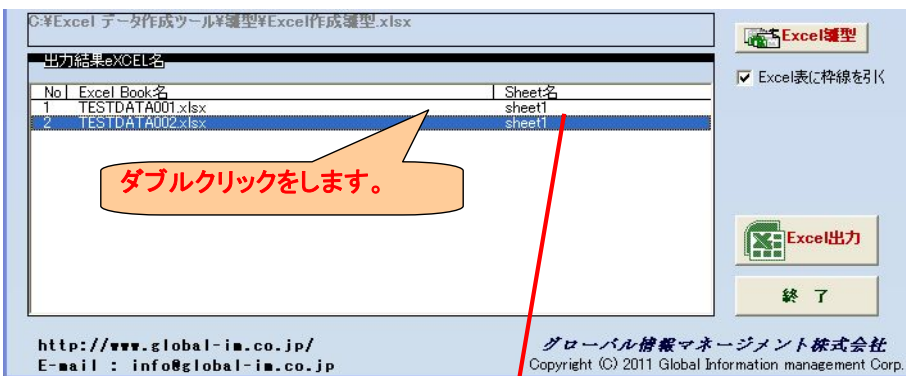 C:¥Excel データ作成ツール¥雛型¥Excel作成雛型.xlsx
Excel雛型
出力結果eXCEL名
Excel表に枠線を引く
No Excel Book名 Sheet名
1 TESTDATA001.xlsx sheet1
2 TESTDATA002.xlsx sheet1
ダブルクリックをします。
Excel出力
終 了
http://www.global-im.co.jp/
グローバル情報マネージメント株式会社
E-mail : info@global-im.co.jp
Copyright (C) 2011 Global Information management Corp.